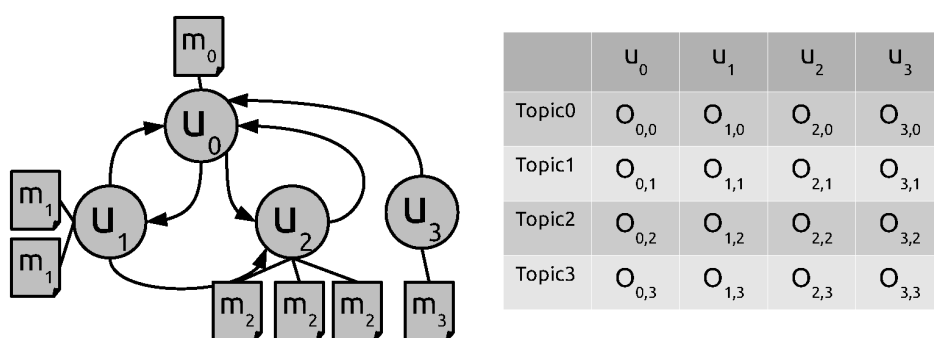 m0
u0
m1
u1
u2
u3
m1
m2 m2 m2 m3
u0 u1 u2 u3
Topic0 O0,0 O1,0 O2,0 O3,0
Topic1 O0,1 O1,1 O2,1 O3,1
Topic2 O0,2 O1,2 O2,2 O3,2
Topic3 O0,3 O1,3 O2,3 O3,3